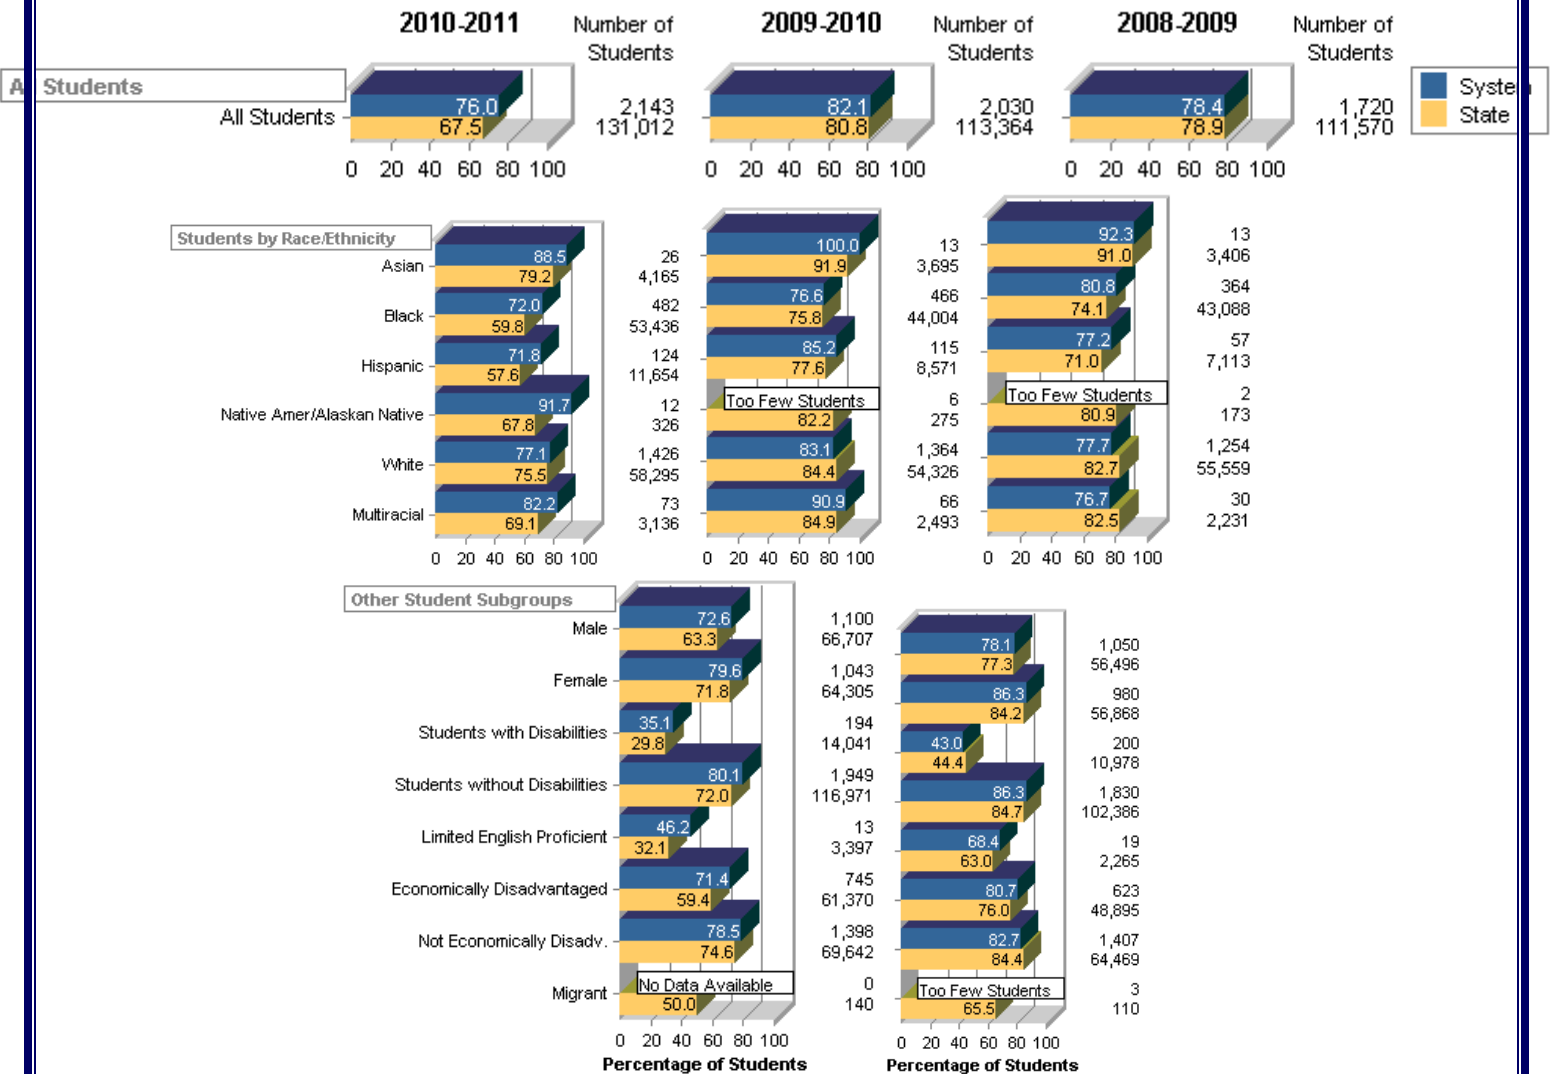 2010-2011 Number of Students 2009-2010 Number of Students 2008-2009 Number of Students
All Students
System
State
All Students 76.0 2,143 82.1 2,030 78.4 1,720
67.5 131,012 80.8 113,364 78.9 111,570
0 20 40 60 80 100 0 20 40 60 80 100 0 20 40 60 80 100
Students by Race/Ethnicity
Asian 88.5 26 100.0 13 92.3 13
79.2 4,165 91.9 3,695 91.0 3,406
Black 72.0 482 76.6 466 80.8 364
59.8 53,436 75.8 44,004 74.1 43,088
Hispanic 71.8 124 85.2 115 77.2 57
57.6 11,654 77.6 8,571 71.0 7,113
Native Amer/Alaskan Native 91.7 12 Too Few Students 6 Too Few Students 2
67.8 326 82.2 275 80.9 173
White 77.1 1,426 83.1 1,364 77.7 1,254
75.5 58,295 84.4 54,326 82.7 55,559
Multiracial 82.2 73 90.9 66 76.7 30
69.1 3,136 84.9 2,493 82.5 2,231
0 20 40 60 80 100 0 20 40 60 80 100 0 20 40 60 80 100
Other Student Subgroups
Male 72.6 1,100 78.1 1,050
63.3 66,707 77.3 56,496
Female 79.6 1,043 86.3 980
71.8 64,305 84.2 56,868
Students with Disabilities 35.1 194 43.0 200
29.8 14,041 44.4 10,978
Students without Disabilities 80.1 1,949 86.3 1,830
72.0 116,971 84.7 102,386
Limited English Proficient 46.2 13 68.4 19
32.1 3,397 63.0 2,265
Economically Disadvantaged 71.4 745 80.7 623
59.4 61,370 76.0 48,895
Not Economically Disadv. 78.5 1,398 82.7 1,407
74.6 69,642 84.4 64,469
Migrant No Data Available 0 Too Few Students 3
50.0 140 65.5 110
0 20 40 60 80 100 0 20 40 60 80 100
Percentage of Students Percentage of Students